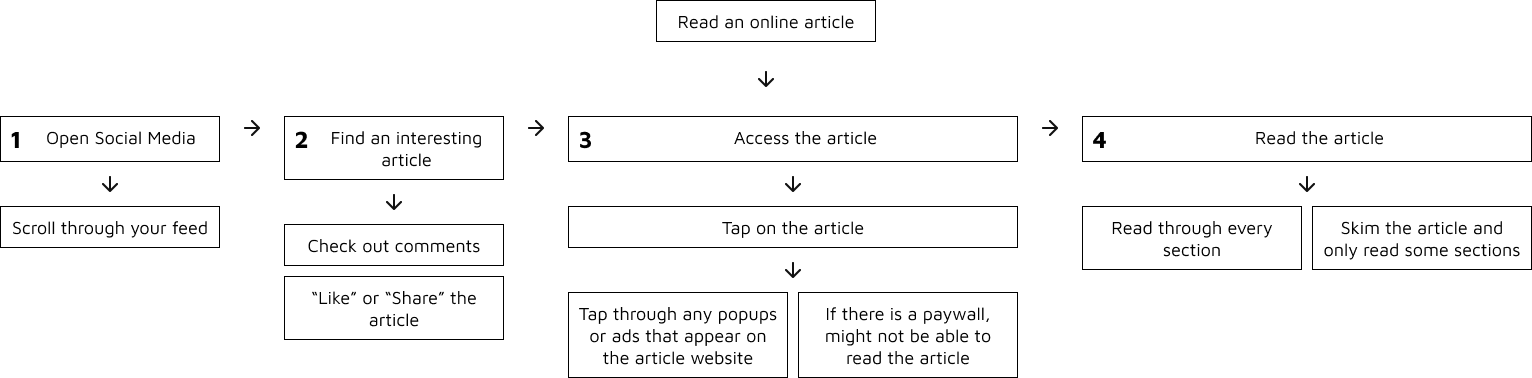 Read an online article
1 Open Social Media
Scroll through your feed
2 Find an interesting
article
Check out comments
“Like” or “Share” the
article
3 Access the article
Tap on the article
Tap through any popups
or ads that appear on
the article website
If there is a paywall,
might not be able to
read the article
4 Read the article
Read through every
section
Skim the article and
only read some sections